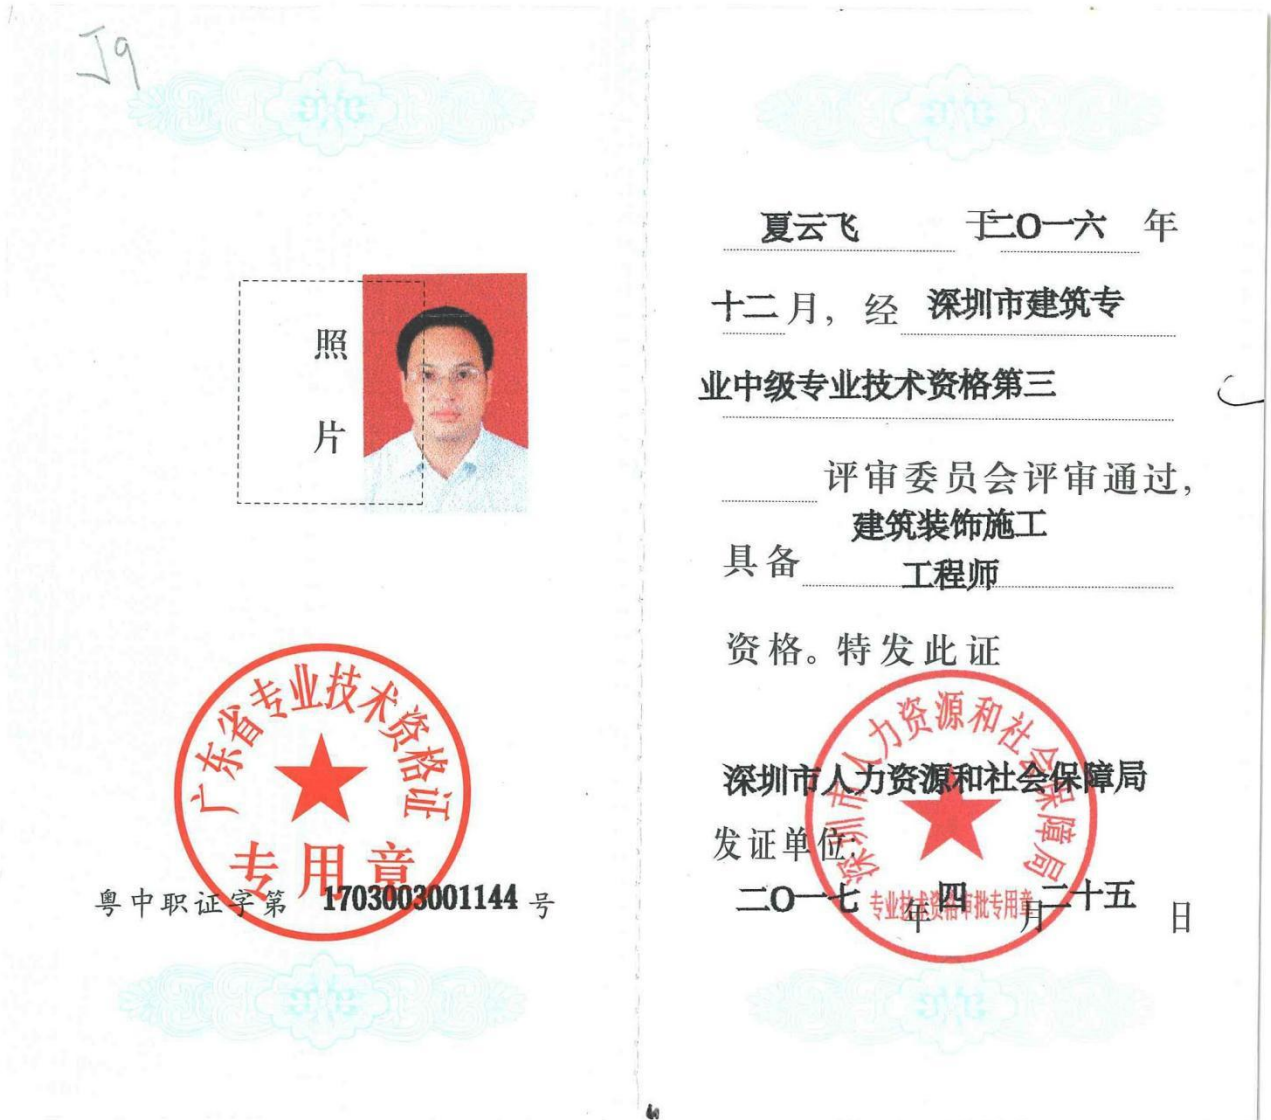 J9
照
片
广东省专业技术资格证
专用章
粤中职证字第 1703003001144 号
夏云飞 于二O一六 年
十二月，经 深圳市建筑专
业中级专业技术资格第三
评审委员会评审通过，
建筑装饰施工
具备 工程师
资格。特发此证
深圳市人力资源和社会保障局
深圳市人力资源和社会保障局
发证单位:
专业技术资格审批专用章
二O一七 年 四 月 二十五 日